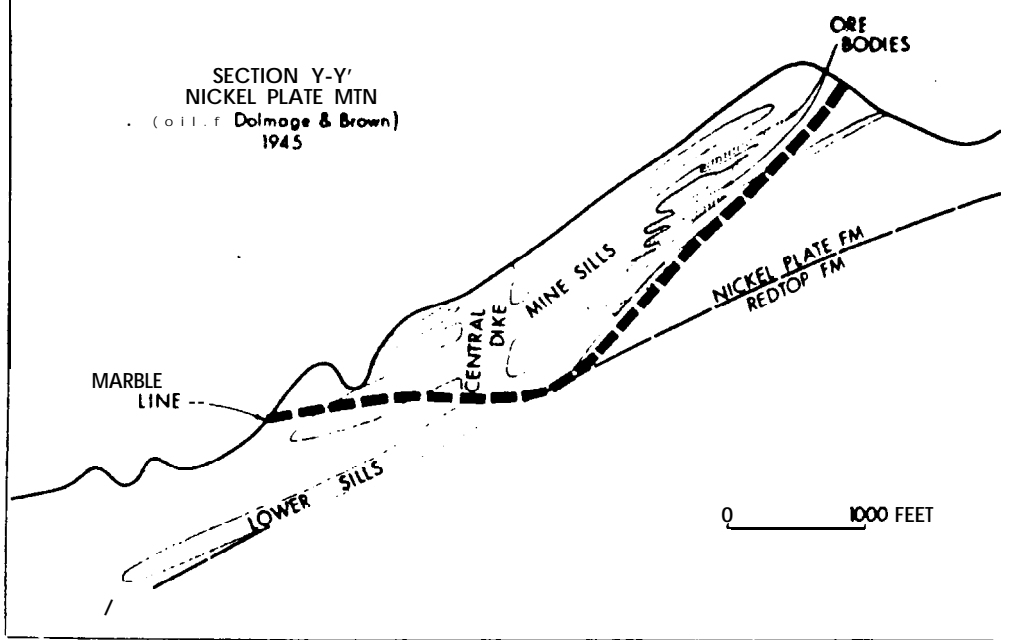 SECTION Y-Y'
NICKEL PLATE MTN
(oil.f Dolmage & Brown)
1945
ORE
BODIES
NICKEL PLATE FM
REDTOP FM
MINE SILLS
CENTRAL
DIKE
MARBLE
LINE
LOWER SILLS
0 1000 FEET